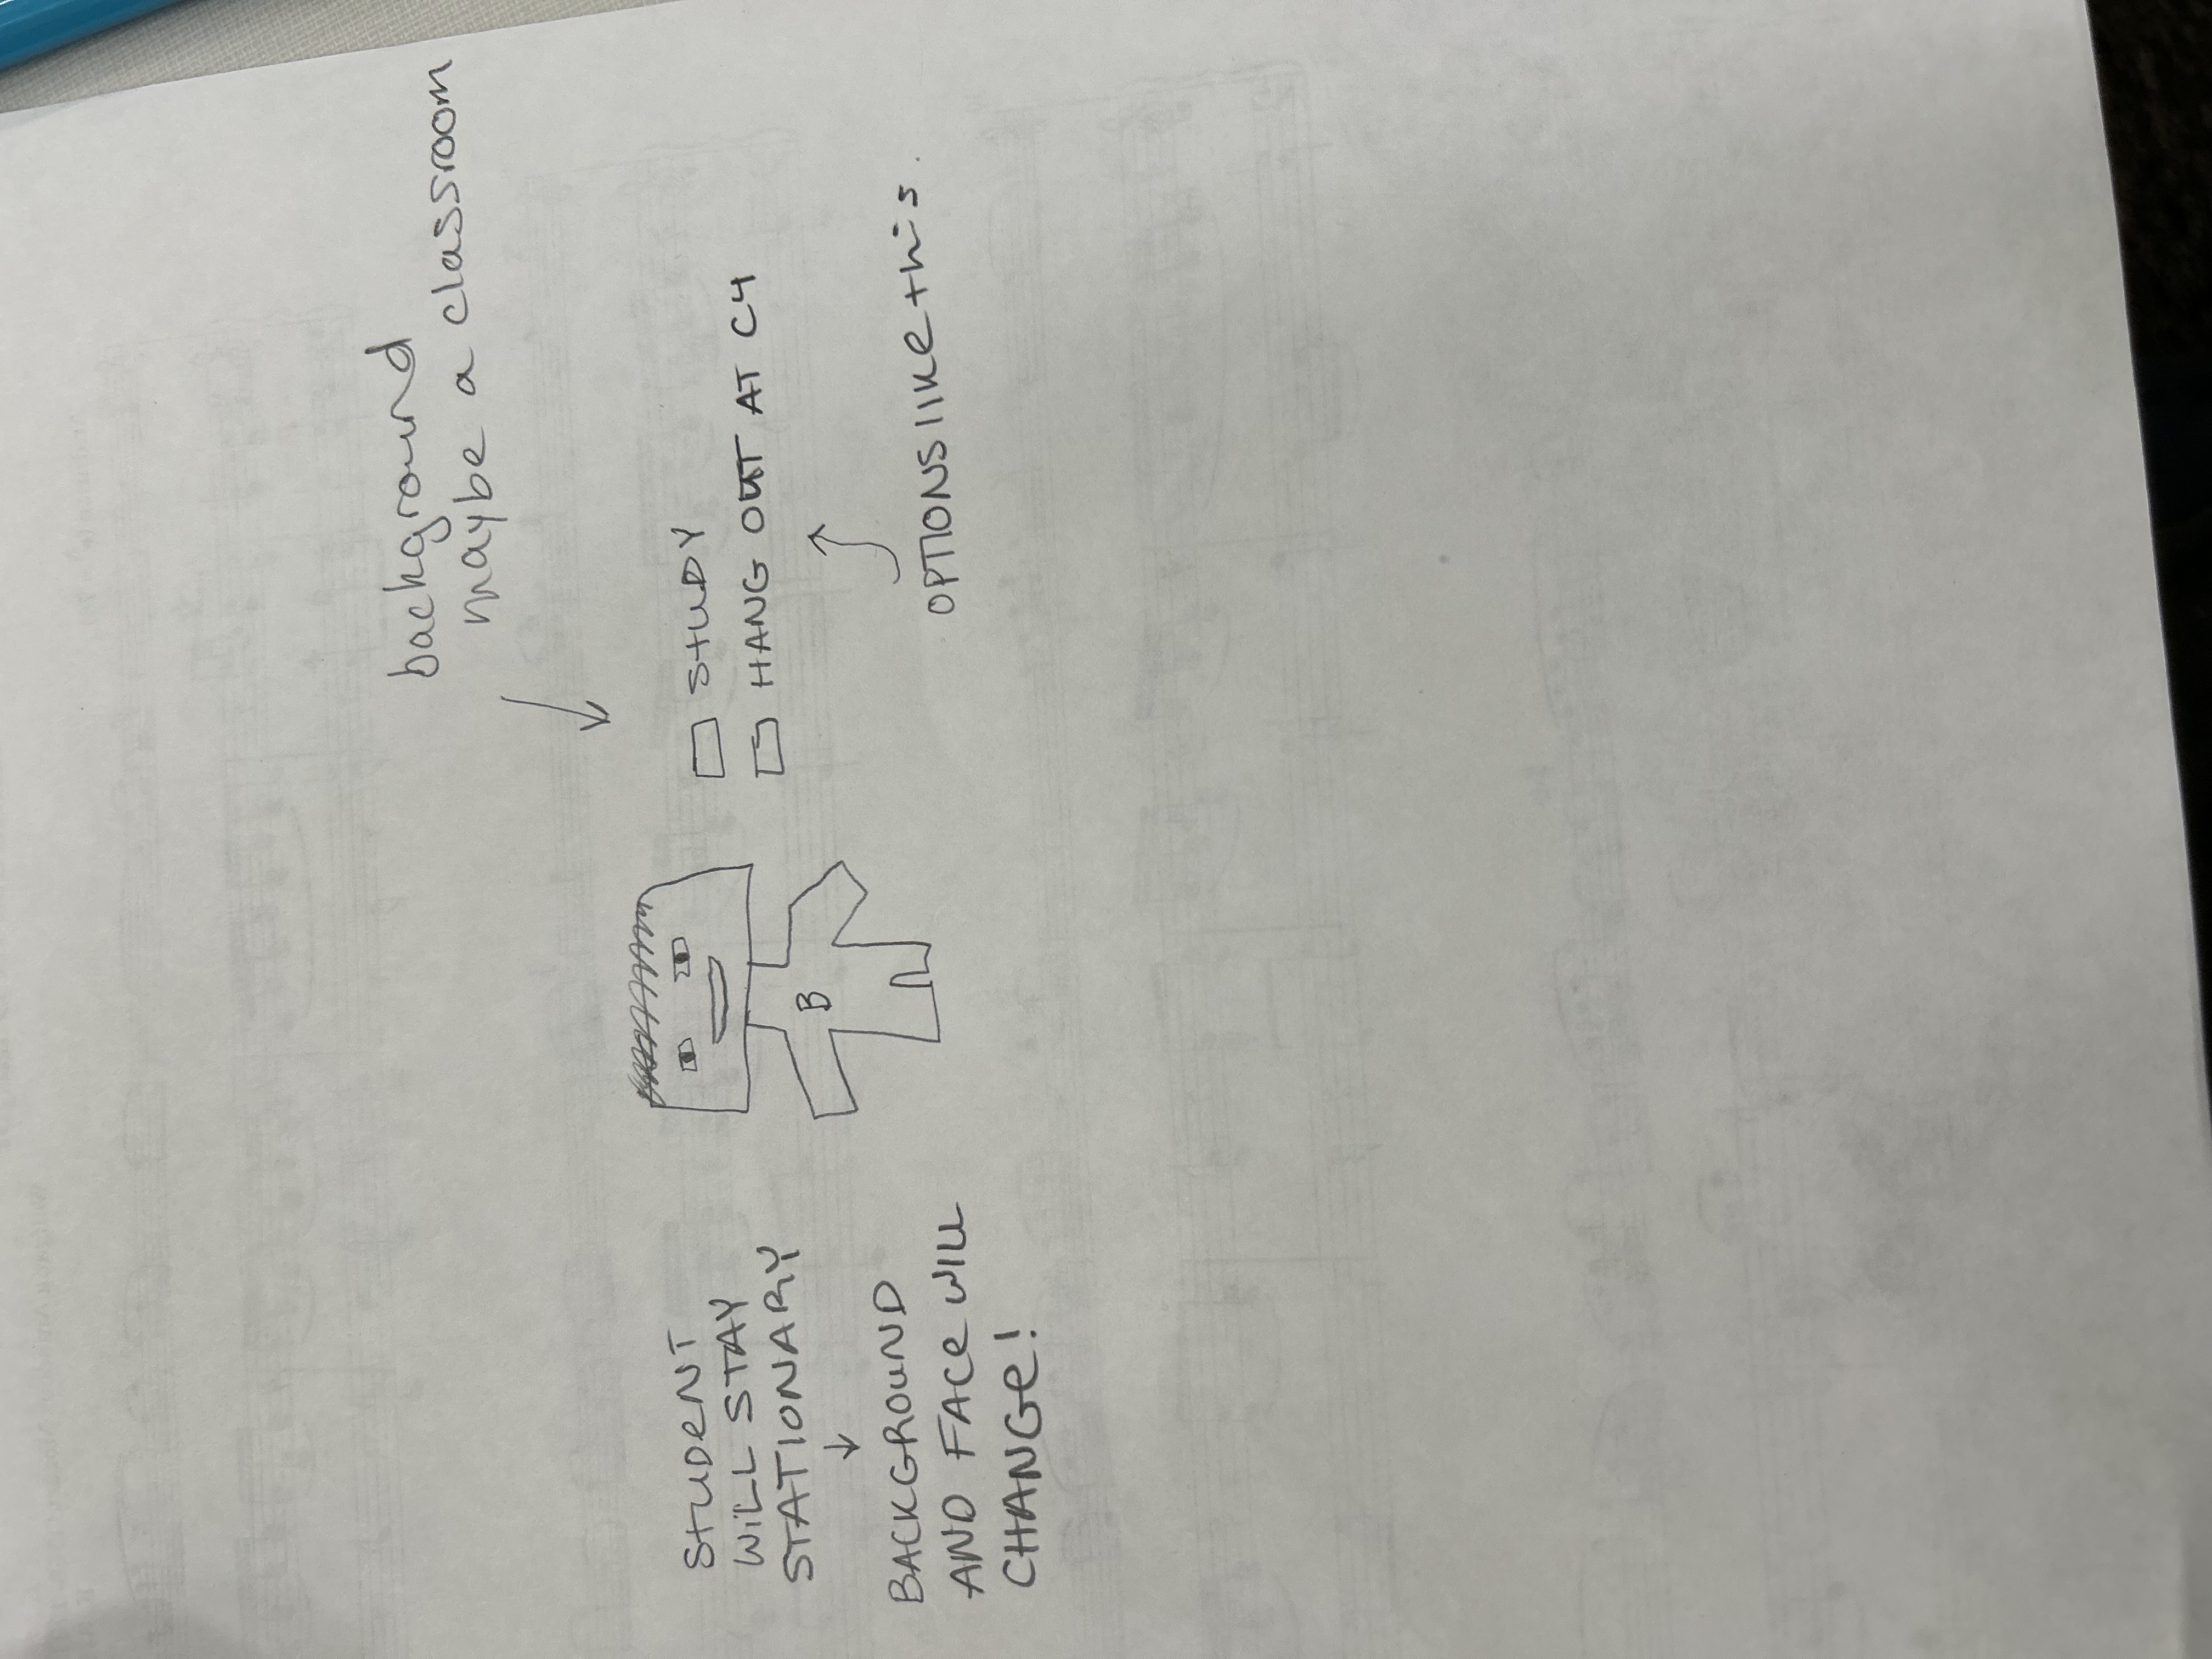 background
maybe a classroom
STUDENT
WILL STAY
STATIONARY
BACKGROUND
AND FACE WILL
CHANGE!
B
STUDY
HANG OUT AT C4
OPTIONS like this.